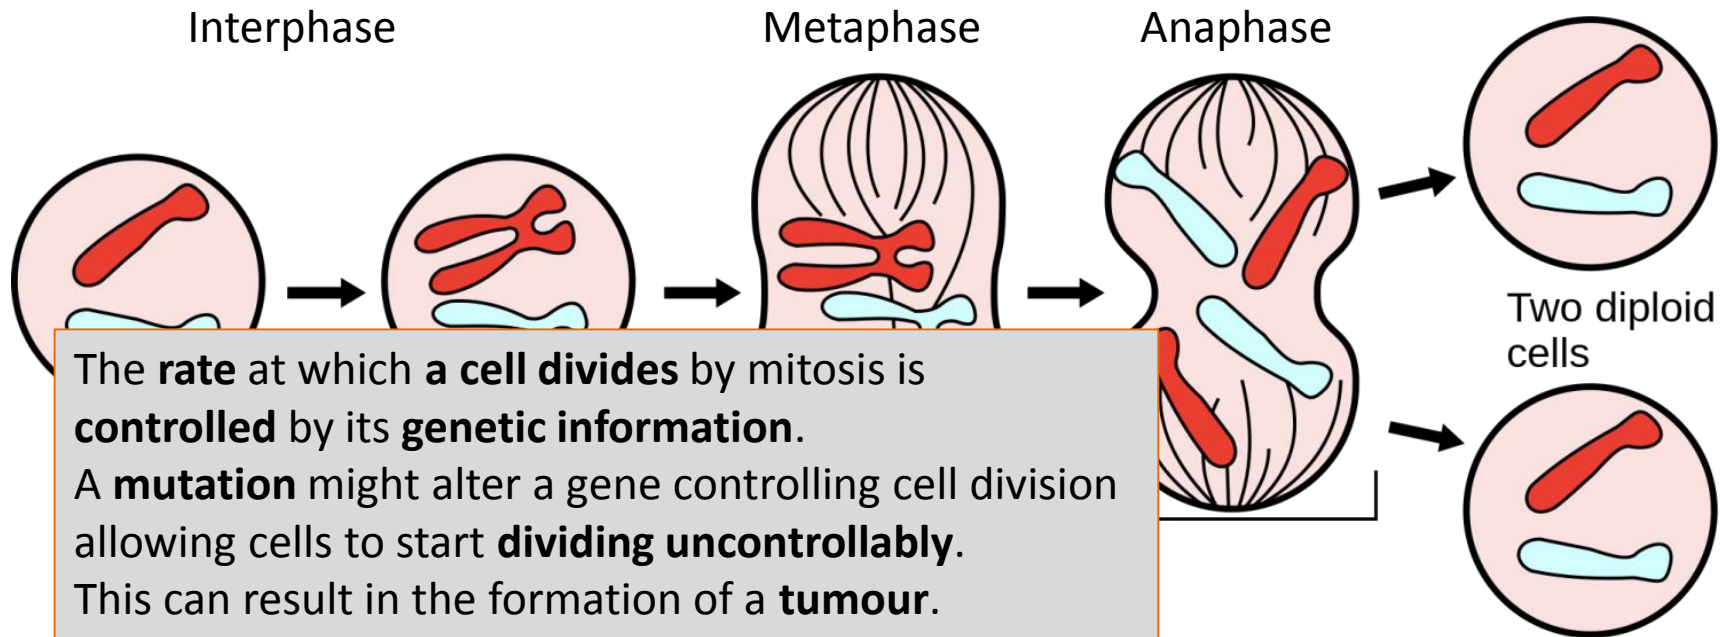 Interphase
Metaphase
Anaphase
Two diploid
cells
The rate at which a cell divides by mitosis is
controlled by its genetic information.
A mutation might alter a gene controlling cell division
allowing cells to start dividing uncontrollably.
This can result in the formation of a tumour.